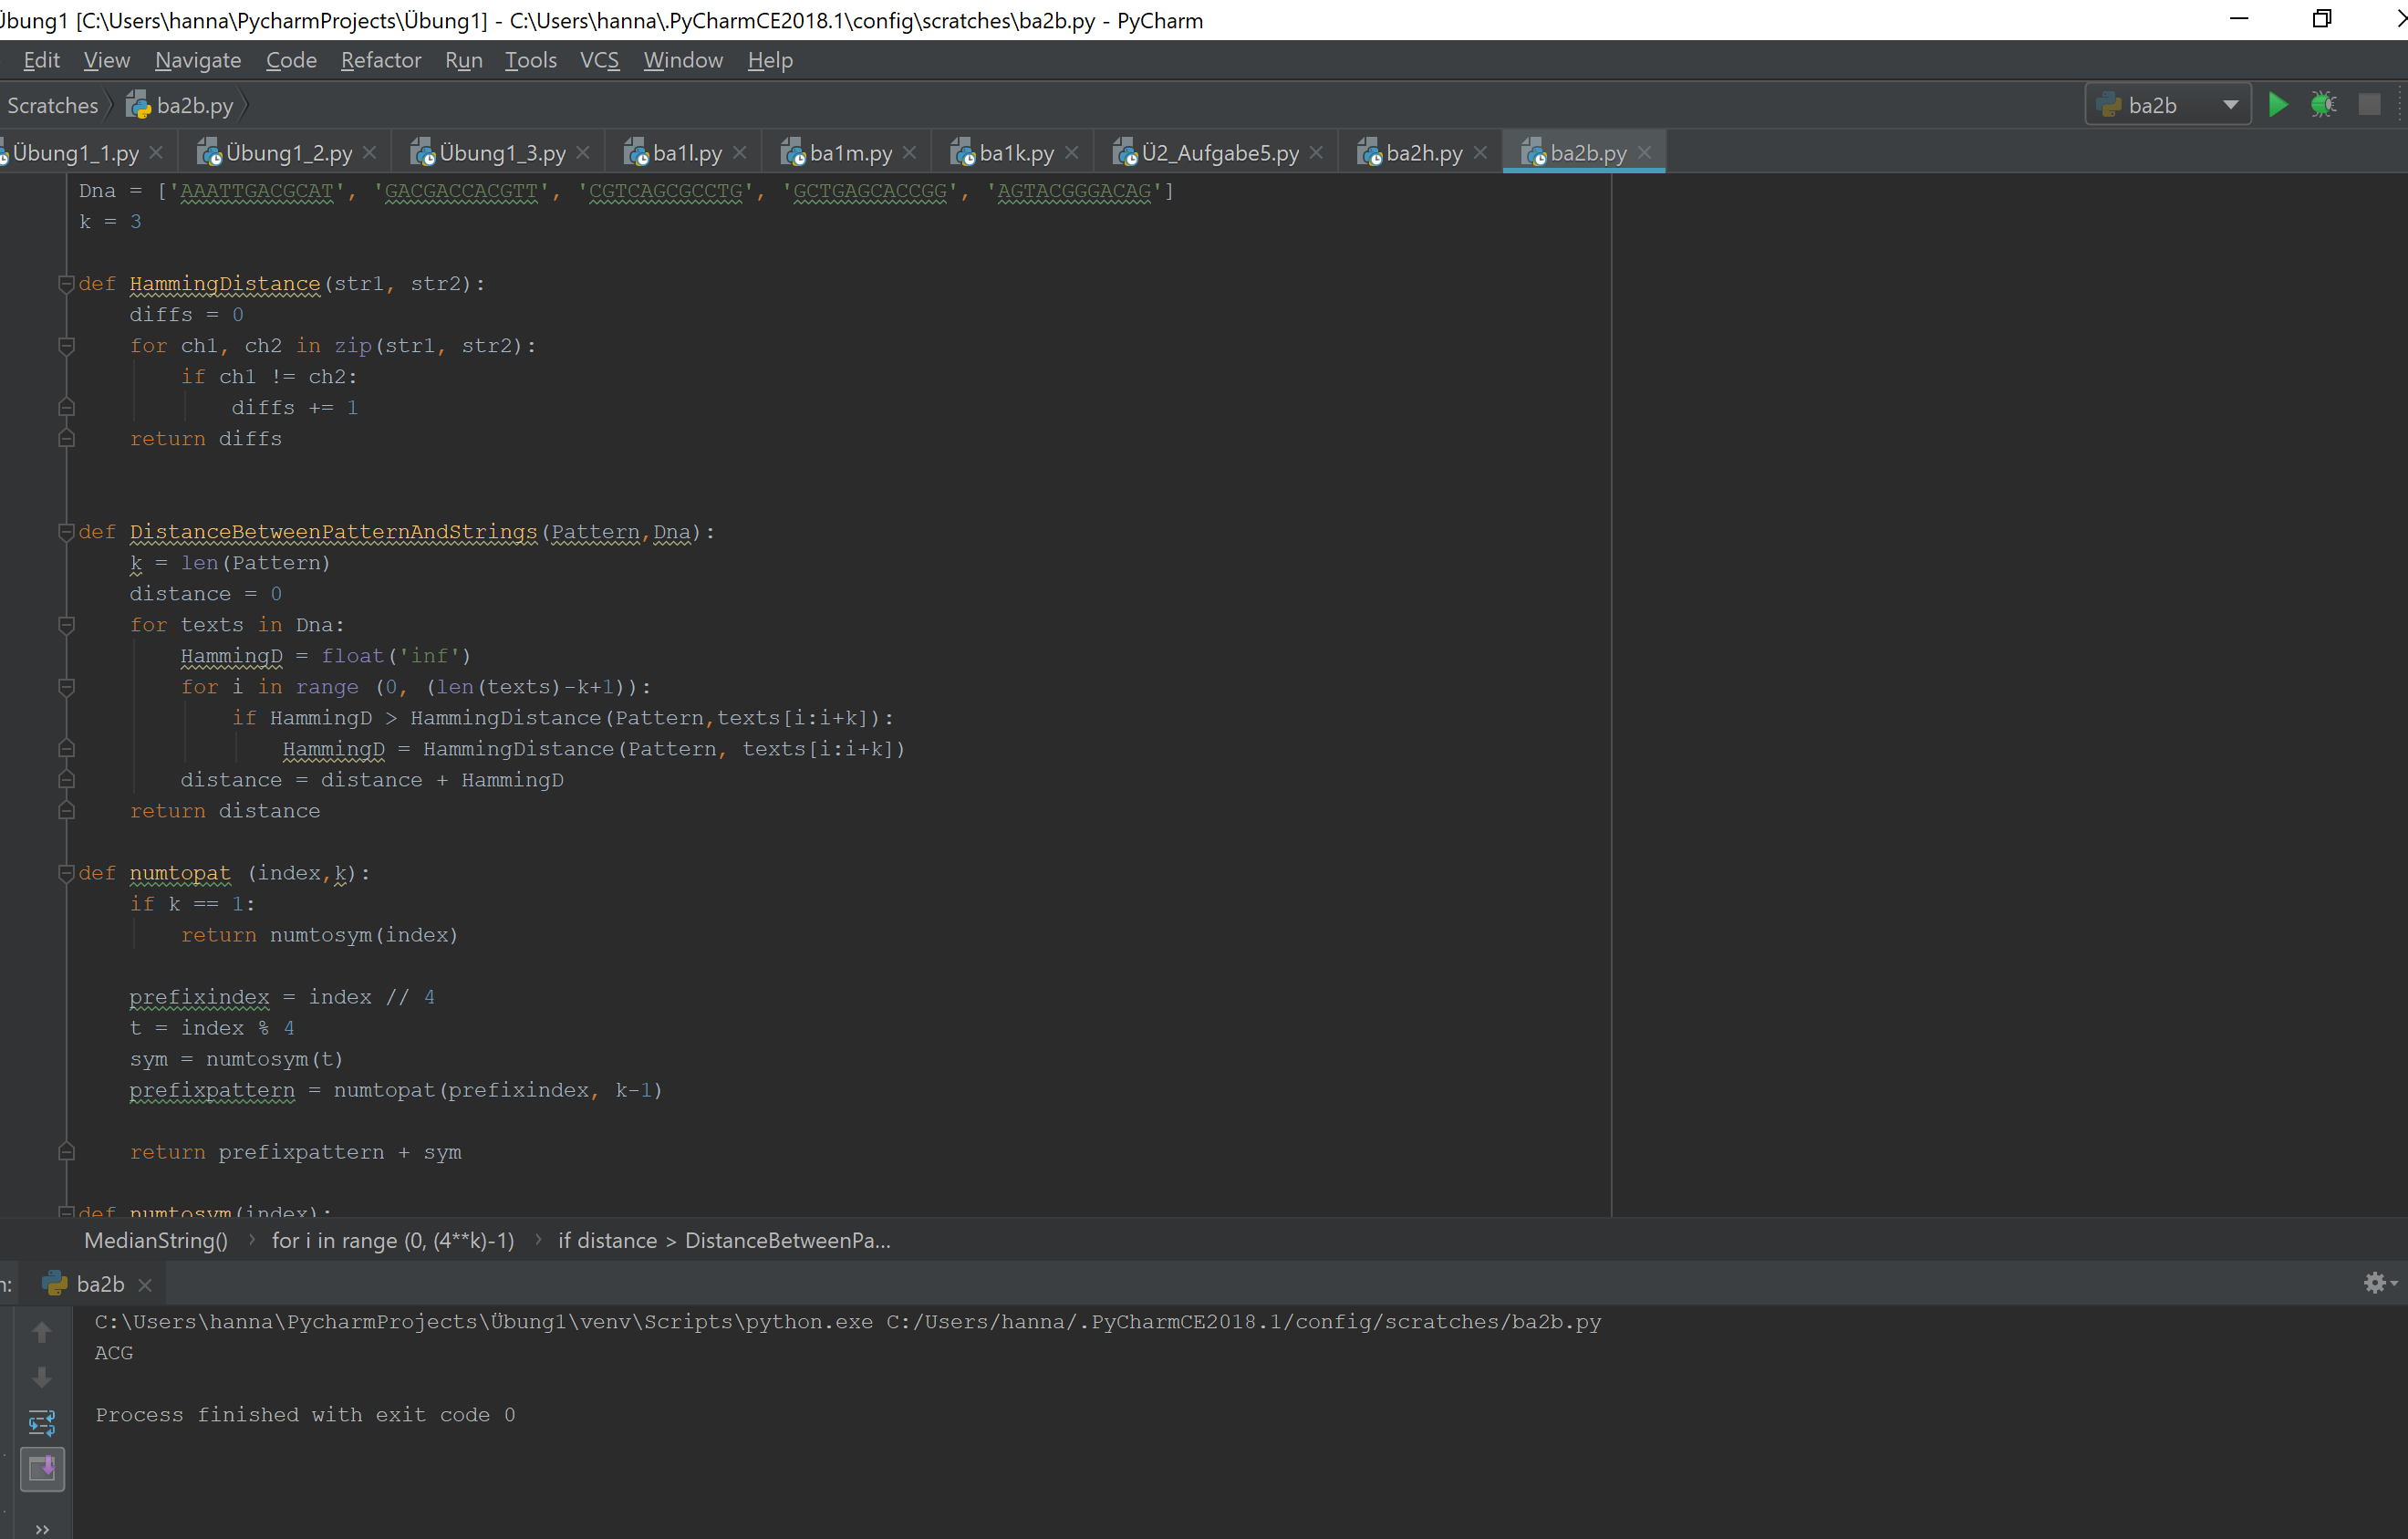 Übung1 [C:\Users\hanna\PycharmProjects\Übung1] - C:\Users\hanna\.PyCharmCE2018.1\config\scratches\ba2b.py - PyCharm
Edit View Navigate Code Refactor Run Tools VCS Window Help
Scratches ba2b.py ba2b
Übung1_1.py Übung1_2.py Übung1_3.py ba1l.py ba1m.py ba1k.py Ü2_Aufgabe5.py ba2h.py ba2b.py
Dna = ['AAATTGACGCAT', 'GACGACCACGTT', 'CGTCAGCGCCTG', 'GCTGAGCACCGG', 'AGTACGGGACAG']
k = 3
def HammingDistance(str1, str2):
diffs = 0
for ch1, ch2 in zip(str1, str2):
if ch1 != ch2:
diffs += 1
return diffs
def DistanceBetweenPatternAndStrings(Pattern,Dna):
k = len(Pattern)
distance = 0
for texts in Dna:
HammingD = float('inf')
for i in range (0, (len(texts)-k+1)):
if HammingD > HammingDistance(Pattern,texts[i:i+k]):
HammingD = HammingDistance(Pattern, texts[i:i+k])
distance = distance + HammingD
return distance
def numtopat (index,k):
if k == 1:
return numtosym(index)
prefixindex = index // 4
t = index % 4
sym = numtosym(t)
prefixpattern = numtopat(prefixindex, k-1)
return prefixpattern + sym
def numtosym(index):
MedianString() › for i in range (0, (4**k)-1) › if distance > DistanceBetweenPa...
n: ba2b
C:\Users\hanna\PycharmProjects\Übung1\venv\Scripts\python.exe C:/Users/hanna/.PyCharmCE2018.1/config/scratches/ba2b.py
ACG
Process finished with exit code 0